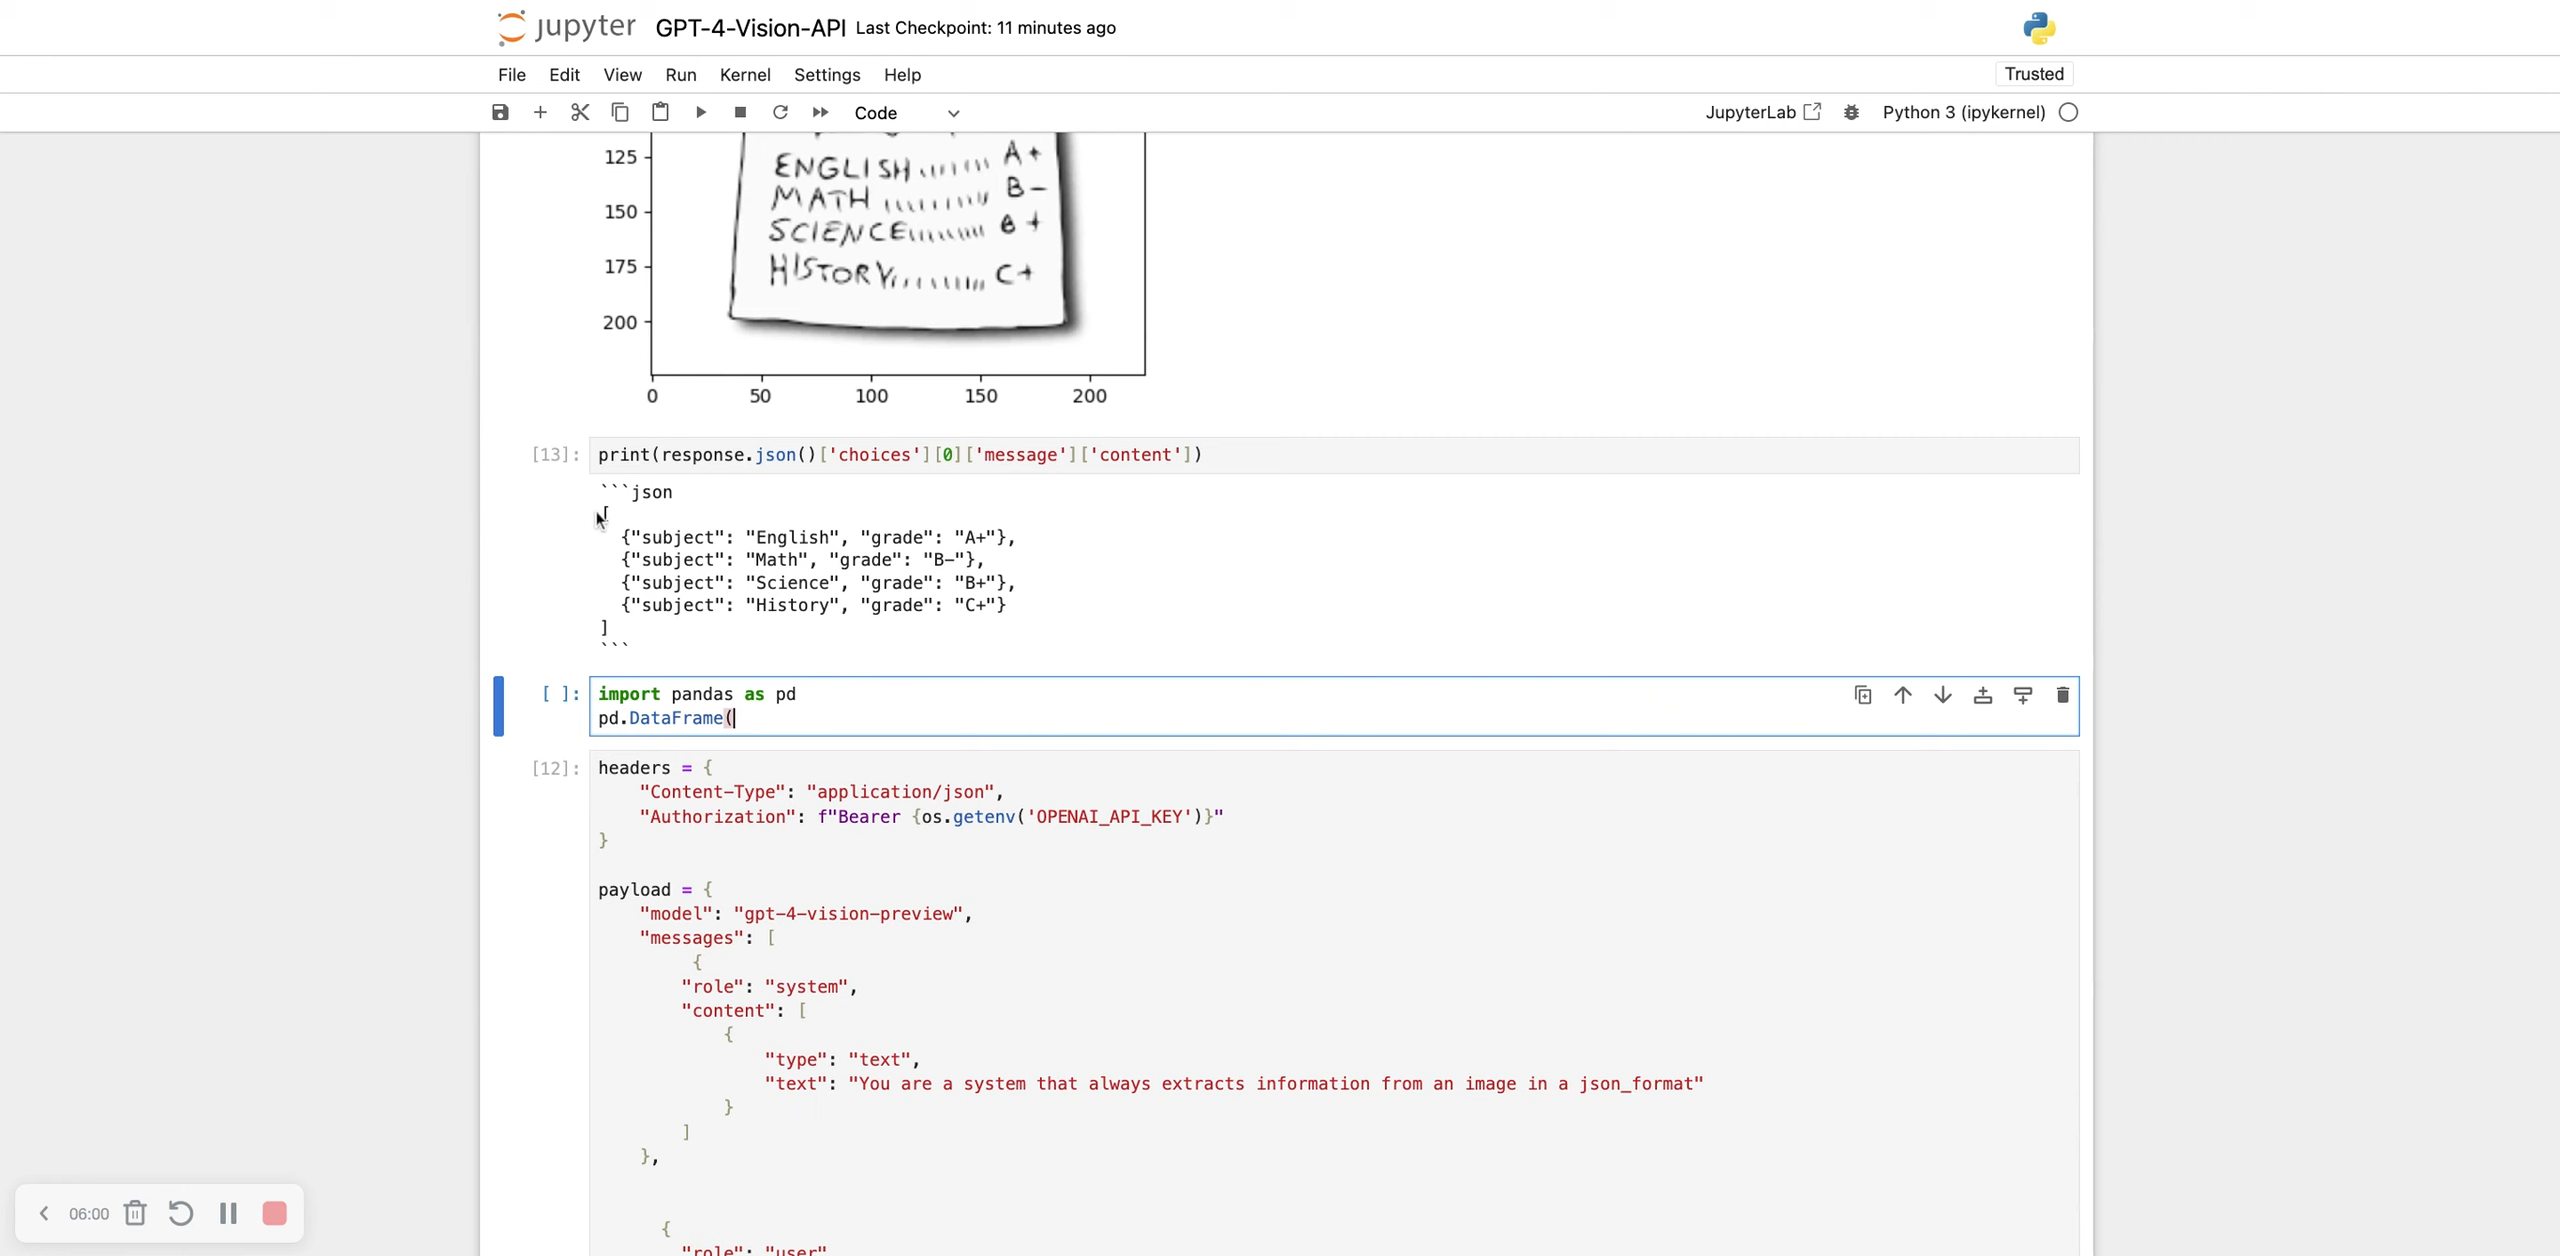 jupyter GPT-4-Vision-API Last Checkpoint: 11 minutes ago
File Edit View Run Kernel Settings Help Trusted
Code JupyterLab Python 3 (ipykernel)
125
150
175
200
ENGLISH......... A+
MATH ......... B-
SCIENCE......... B+
HISTORY......... C+
0 50 100 150 200
[13]: print(response.json()['choices'][0]['message']['content'])
```json
[
{"subject": "English", "grade": "A+"},
{"subject": "Math", "grade": "B-"},
{"subject": "Science", "grade": "B+"},
{"subject": "History", "grade": "C+"}
]
```
[ ]: import pandas as pd
pd.DataFrame(
[12]: headers = {
"Content-Type": "application/json",
"Authorization": f"Bearer {os.getenv('OPENAI_API_KEY')}"
}
payload = {
"model": "gpt-4-vision-preview",
"messages": [
{
"role": "system",
"content": [
{
"type": "text",
"text": "You are a system that always extracts information from an image in a json_format"
}
]
},
{
"role": "user"
06:00